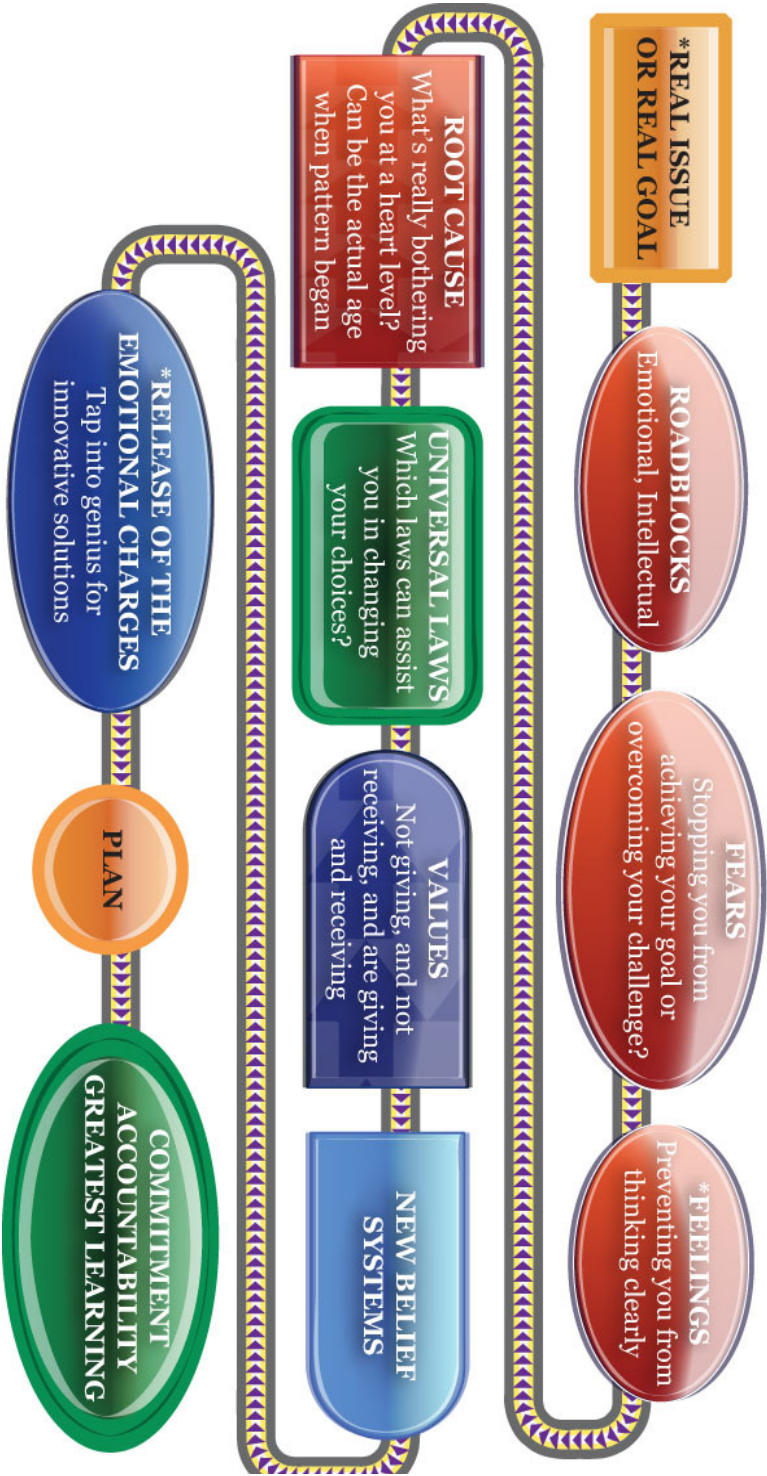 *REAL ISSUE
OR REAL GOAL
ROADBLOCKS
Emotional, Intellectual
FEARS
Stopping you from
achieving your goal or
overcoming your challenge?
*FEELINGS
Preventing you from
thinking clearly
ROOT CAUSE
What's really bothering
you at a heart level?
Can be the actual age
when pattern began
UNIVERSAL LAWS
Which laws can assist
you in changing
your choices?
VALUES
Not giving, and not
receiving, and are giving
and receiving
NEW BELIEF
SYSTEMS
*RELEASE OF THE
EMOTIONAL CHARGES
Tap into genius for
innovative solutions
PLAN
COMMITMENT
ACCOUNTABILITY
GREATEST LEARNING